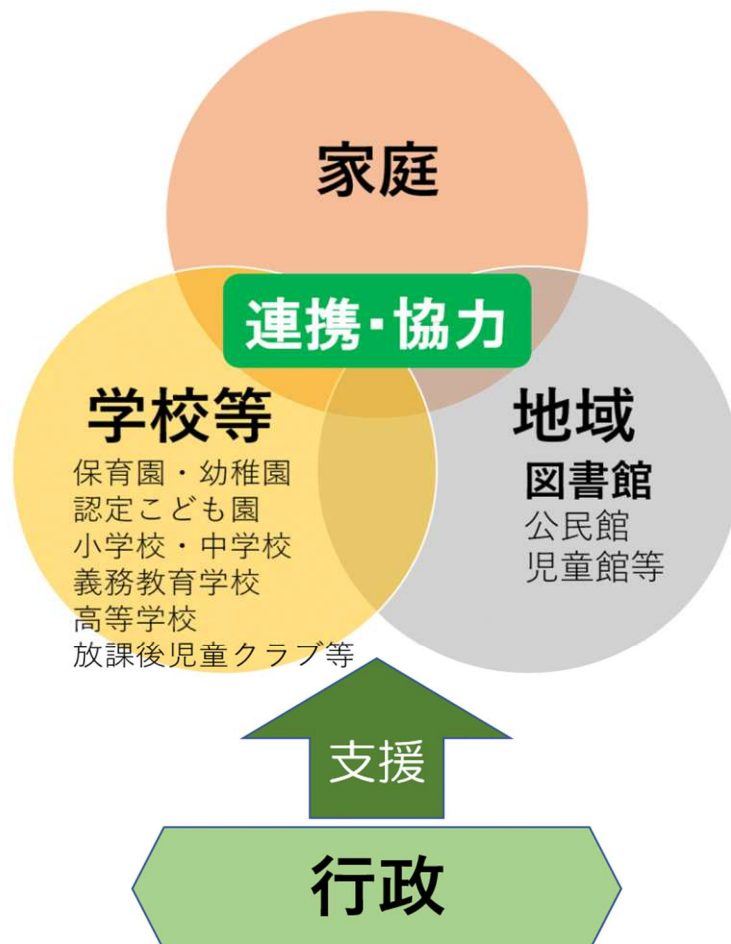 家庭
連携・協力
学校等
保育園・幼稚園
認定こども園
小学校・中学校
義務教育学校
高等学校
放課後児童クラブ等
地域
図書館
公民館
児童館等
支援
行政